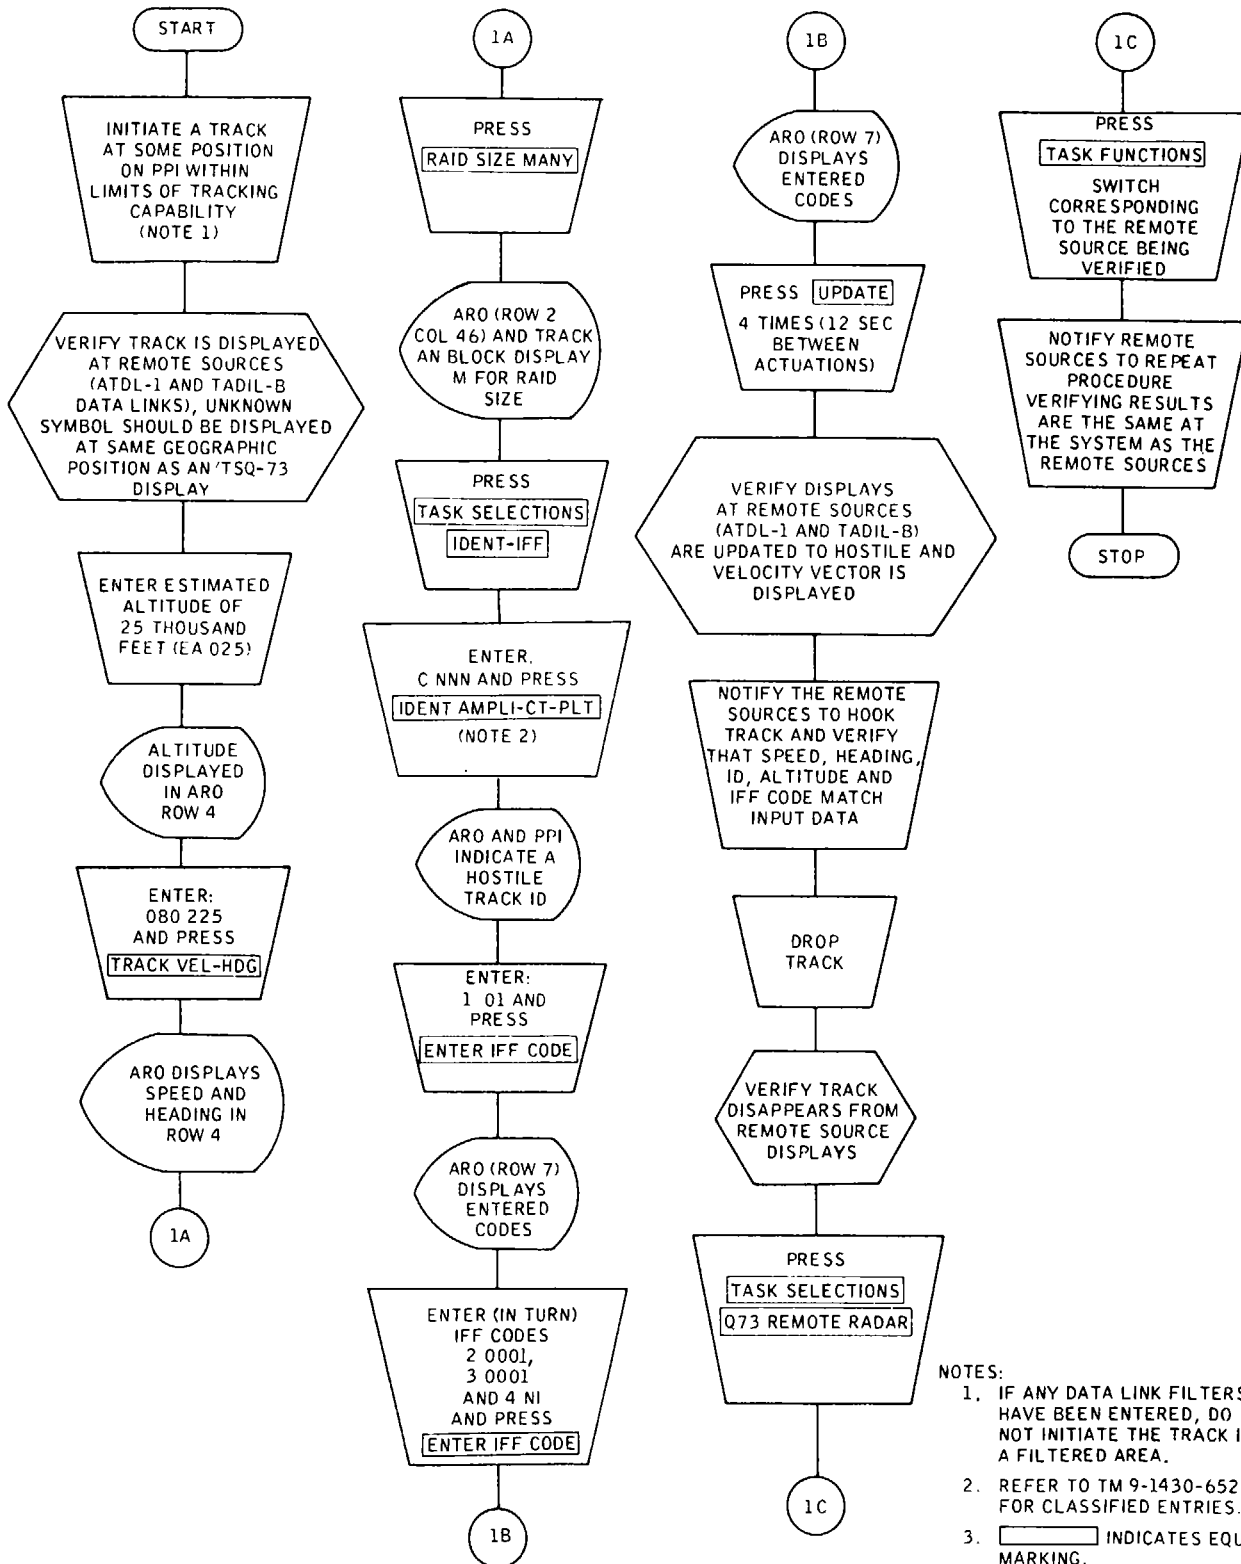 START
INITIATE A TRACK
AT SOME POSITION
ON PPI WITHIN
LIMITS OF TRACKING
CAPABILITY
(NOTE 1)
VERIFY TRACK IS DISPLAYED
AT REMOTE SOURCES
(ATDL-1 AND TADIL-B
DATA LINKS), UNKNOWN
SYMBOL SHOULD BE DISPLAYED
AT SAME GEOGRAPHIC
POSITION AS AN'TSQ-73
DISPLAY
ENTER ESTIMATED
ALTITUDE OF
25 THOUSAND
FEET (EA 025)
ALTITUDE
DISPLAYED
IN ARO
ROW 4
ENTER:
080 225
AND PRESS
TRACK VEL-HDG
ARO DISPLAYS
SPEED AND
HEADING IN
ROW 4
1A
1A
PRESS
RAID SIZE MANY
ARO (ROW 2
COL 46) AND TRACK
AN BLOCK DISPLAY
M FOR RAID
SIZE
PRESS
TASK SELECTIONS
IDENT-IFF
ENTER.
C NNN AND PRESS
IDENT AMPLI-CT-PLT
(NOTE 2)
ARO AND PPI
INDICATE A
HOSTILE
TRACK ID
ENTER:
1 01 AND
PRESS
ENTER IFF CODE
ARO (ROW 7)
DISPLAYS
ENTERED
CODES
ENTER (IN TURN)
IFF CODES
2 0001,
3 0001
AND 4 NI
AND PRESS
ENTER IFF CODE
1B
1B
ARO (ROW 7)
DISPLAYS
ENTERED
CODES
PRESS UPDATE
4 TIMES (12 SEC
BETWEEN
ACTUATIONS)
VERIFY DISPLAYS
AT REMOTE SOURCES
(ATDL-1 AND TADIL-B)
ARE UPDATED TO HOSTILE AND
VELOCITY VECTOR IS
DISPLAYED
NOTIFY THE REMOTE
SOURCES TO HOOK
TRACK AND VERIFY
THAT SPEED, HEADING,
ID, ALTITUDE AND
IFF CODE MATCH
INPUT DATA
DROP
TRACK
VERIFY TRACK
DISAPPEARS FROM
REMOTE SOURCE
DISPLAYS
PRESS
TASK SELECTIONS
Q73 REMOTE RADAR
1C
1C
PRESS
TASK FUNCTIONS
SWITCH
CORRESPONDING
TO THE REMOTE
SOURCE BEING
VERIFIED
NOTIFY REMOTE
SOURCES TO REPEAT
PROCEDURE
VERIFYING RESULTS
ARE THE SAME AT
THE SYSTEM AS THE
REMOTE SOURCES
STOP
NOTES:
1. IF ANY DATA LINK FILTERS
HAVE BEEN ENTERED, DO
NOT INITIATE THE TRACK
A FILTERED AREA.
2. REFER TO TM 9-1430-652
FOR CLASSIFIED ENTRIES.
3. INDICATES
MARKING.